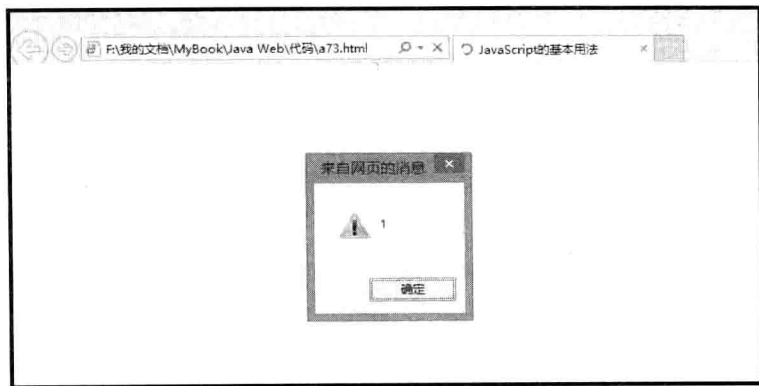 F:\我的文档\MyBook\Java Web\代码\a73.html
JavaScript的基本用法
来自网页的消息
1
确定